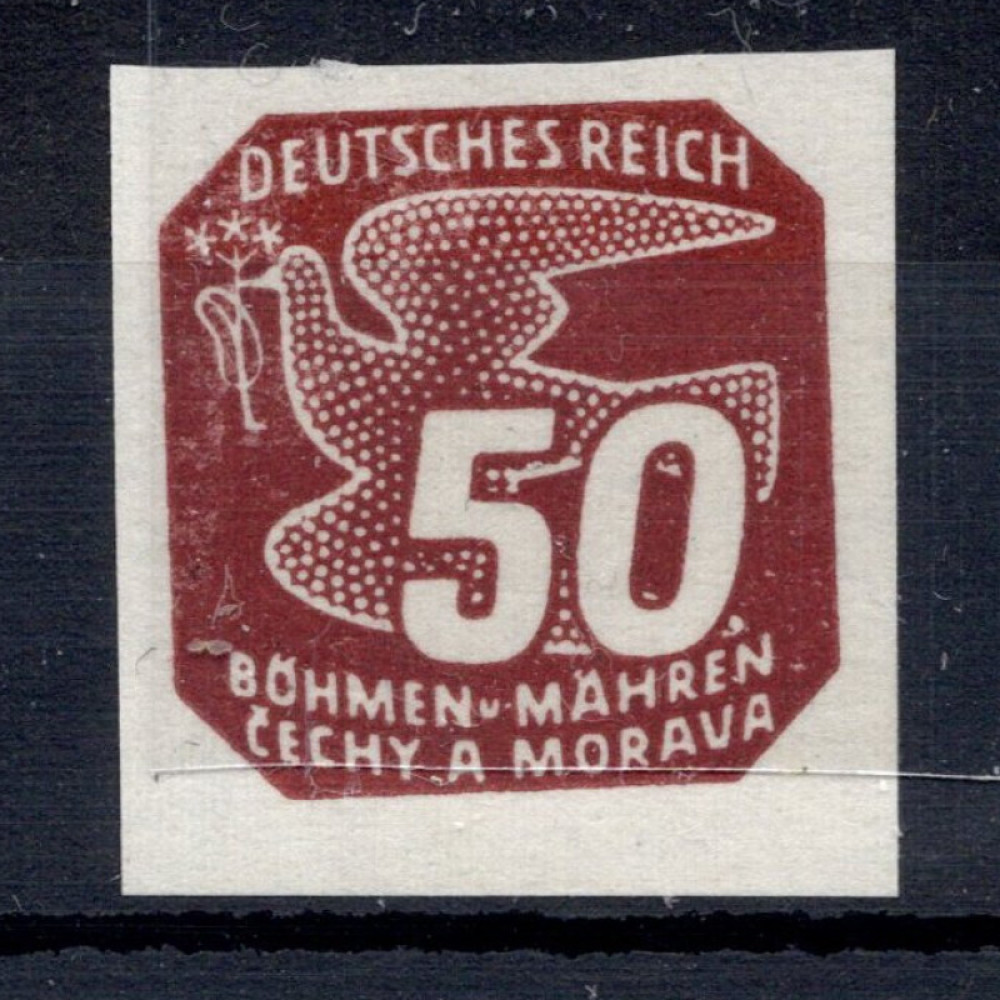 DEUTSCHES REICH
50
BÖHMEN u. MÄHREN
ČECHY A MORAVA